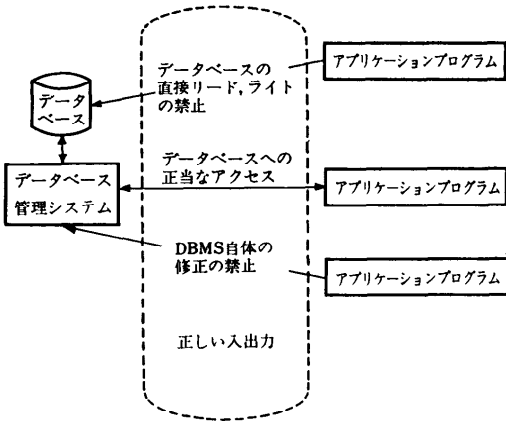 データベースの
直接リード，ライト
の禁止
アプリケーションプログラム
データ
ベース
データベースへの
正当なアクセス
データベース
管理システム
アプリケーションプログラム
DBMS自体の
修正の禁止
アプリケーションプログラム
正しい入出力